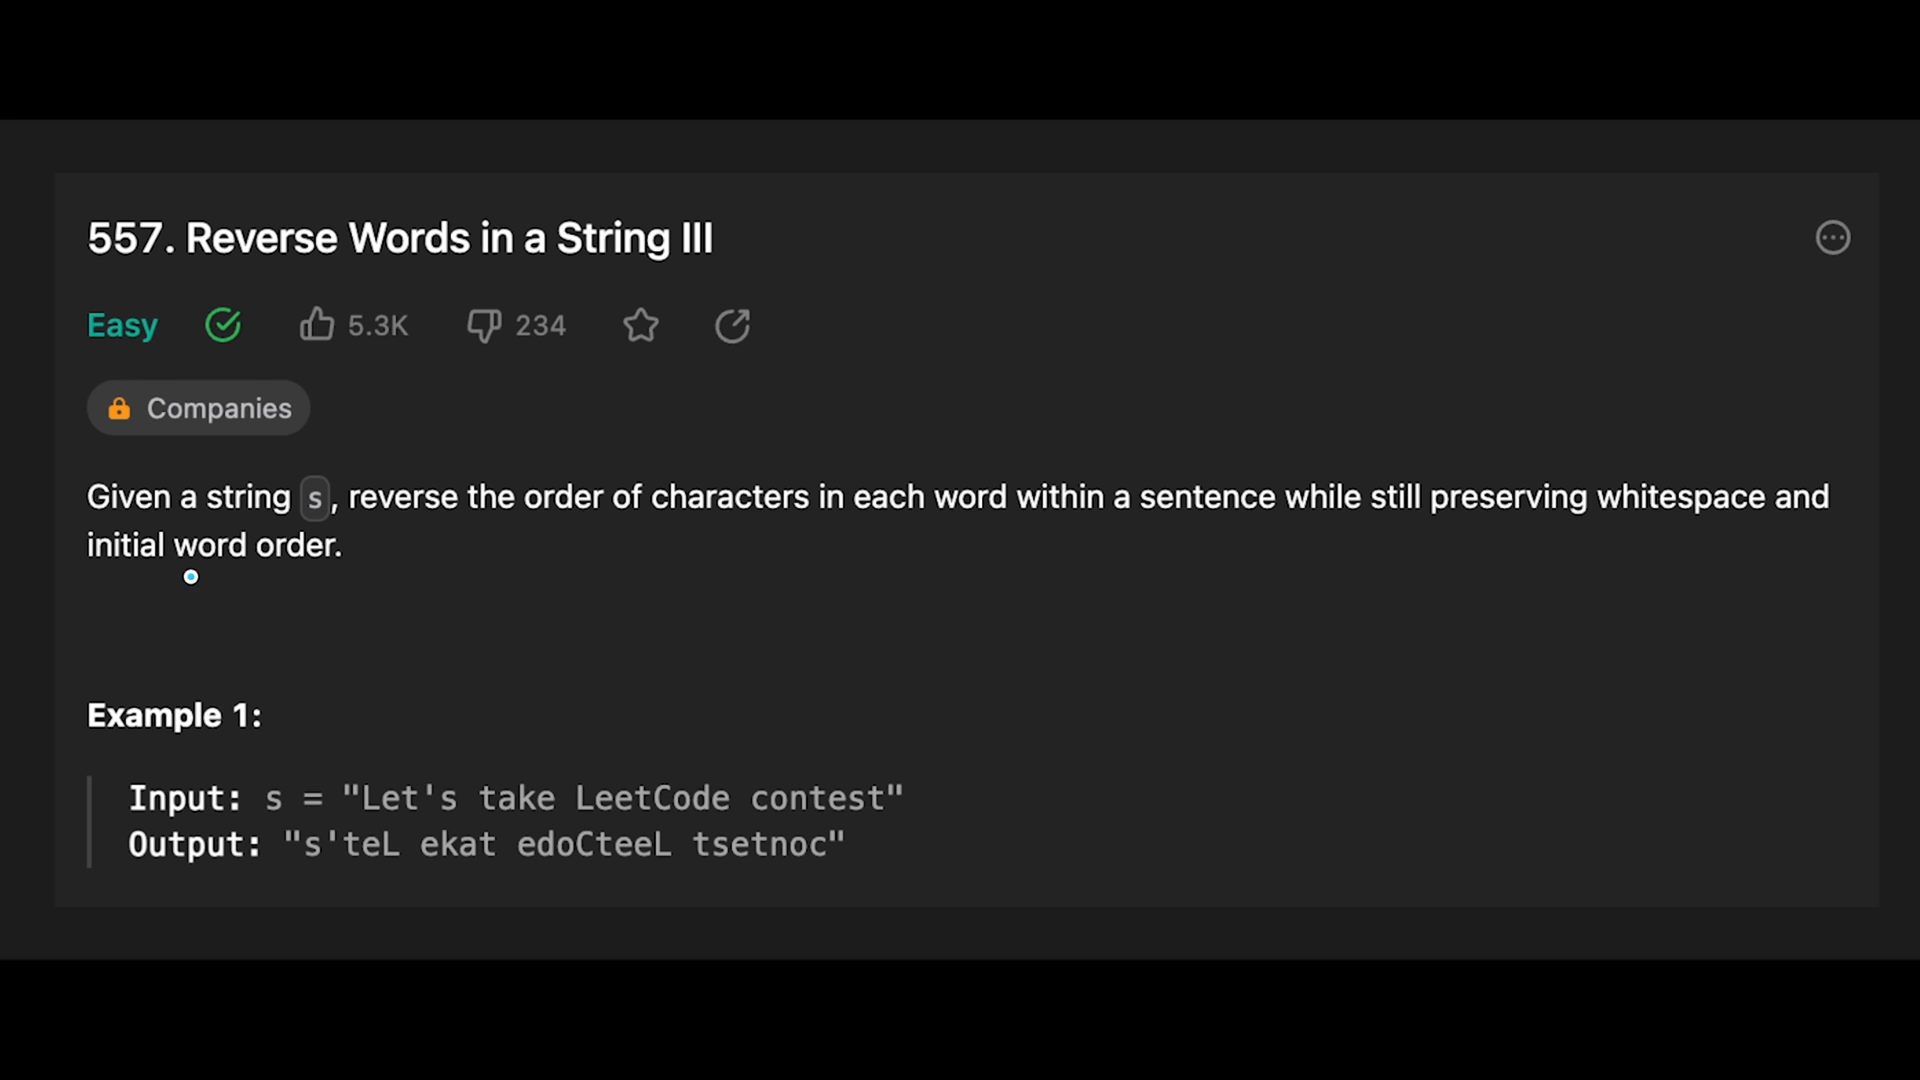 557. Reverse Words in a String III
Easy 5.3K 234
Companies
Given a string s, reverse the order of characters in each word within a sentence while still preserving whitespace and
initial word order.
Example 1:
Input: s = "Let's take LeetCode contest"
Output: "s'teL ekat edoCteeL tsetnoc"